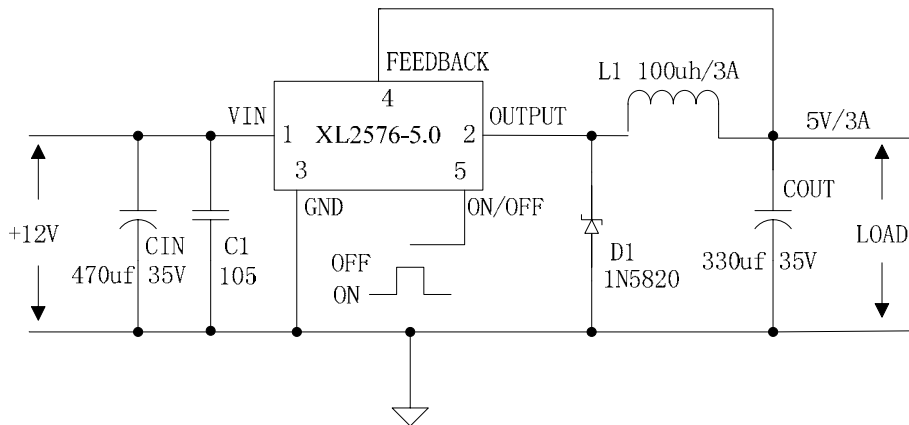 FEEDBACK
L1 100uh/3A
4
VIN
OUTPUT
5V/3A
1
XL2576-5.0
2
3
5
GND
ON/OFF
COUT
+12V
CIN
C1
470uf 35V
105
OFF
ON
D1
1N5820
330uf 35V
LOAD